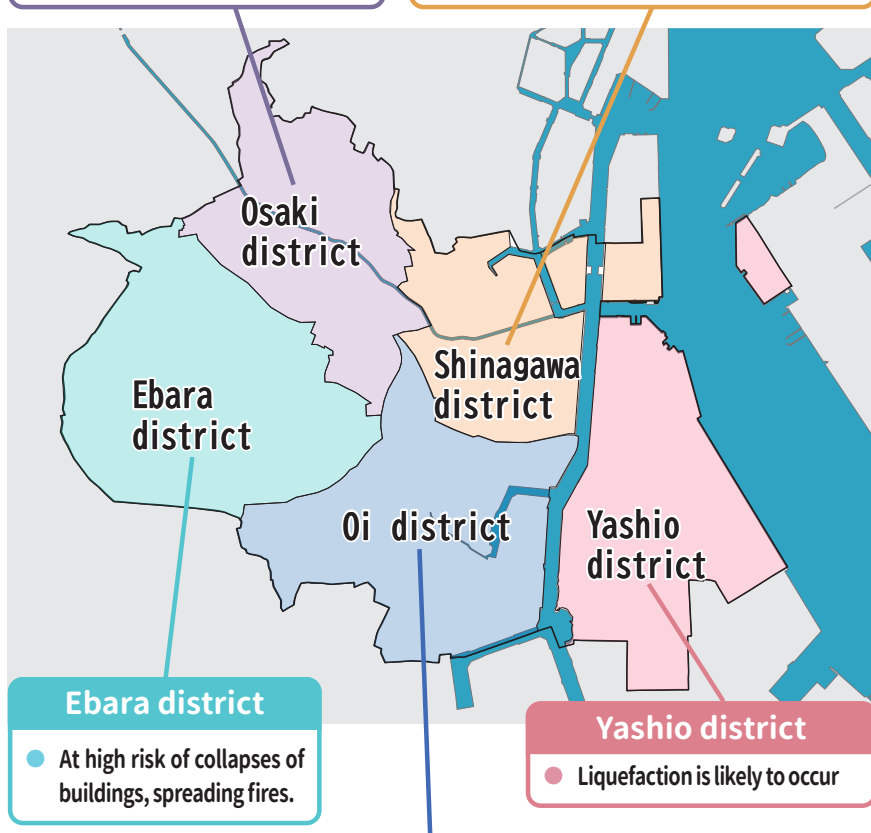 Osaki
district
Shinagawa
district
Ebara
district
Oi district
Yashio
district
Ebara district
At high risk of collapses of
buildings, spreading fires.
Yashio district
Liquefaction is likely to occur